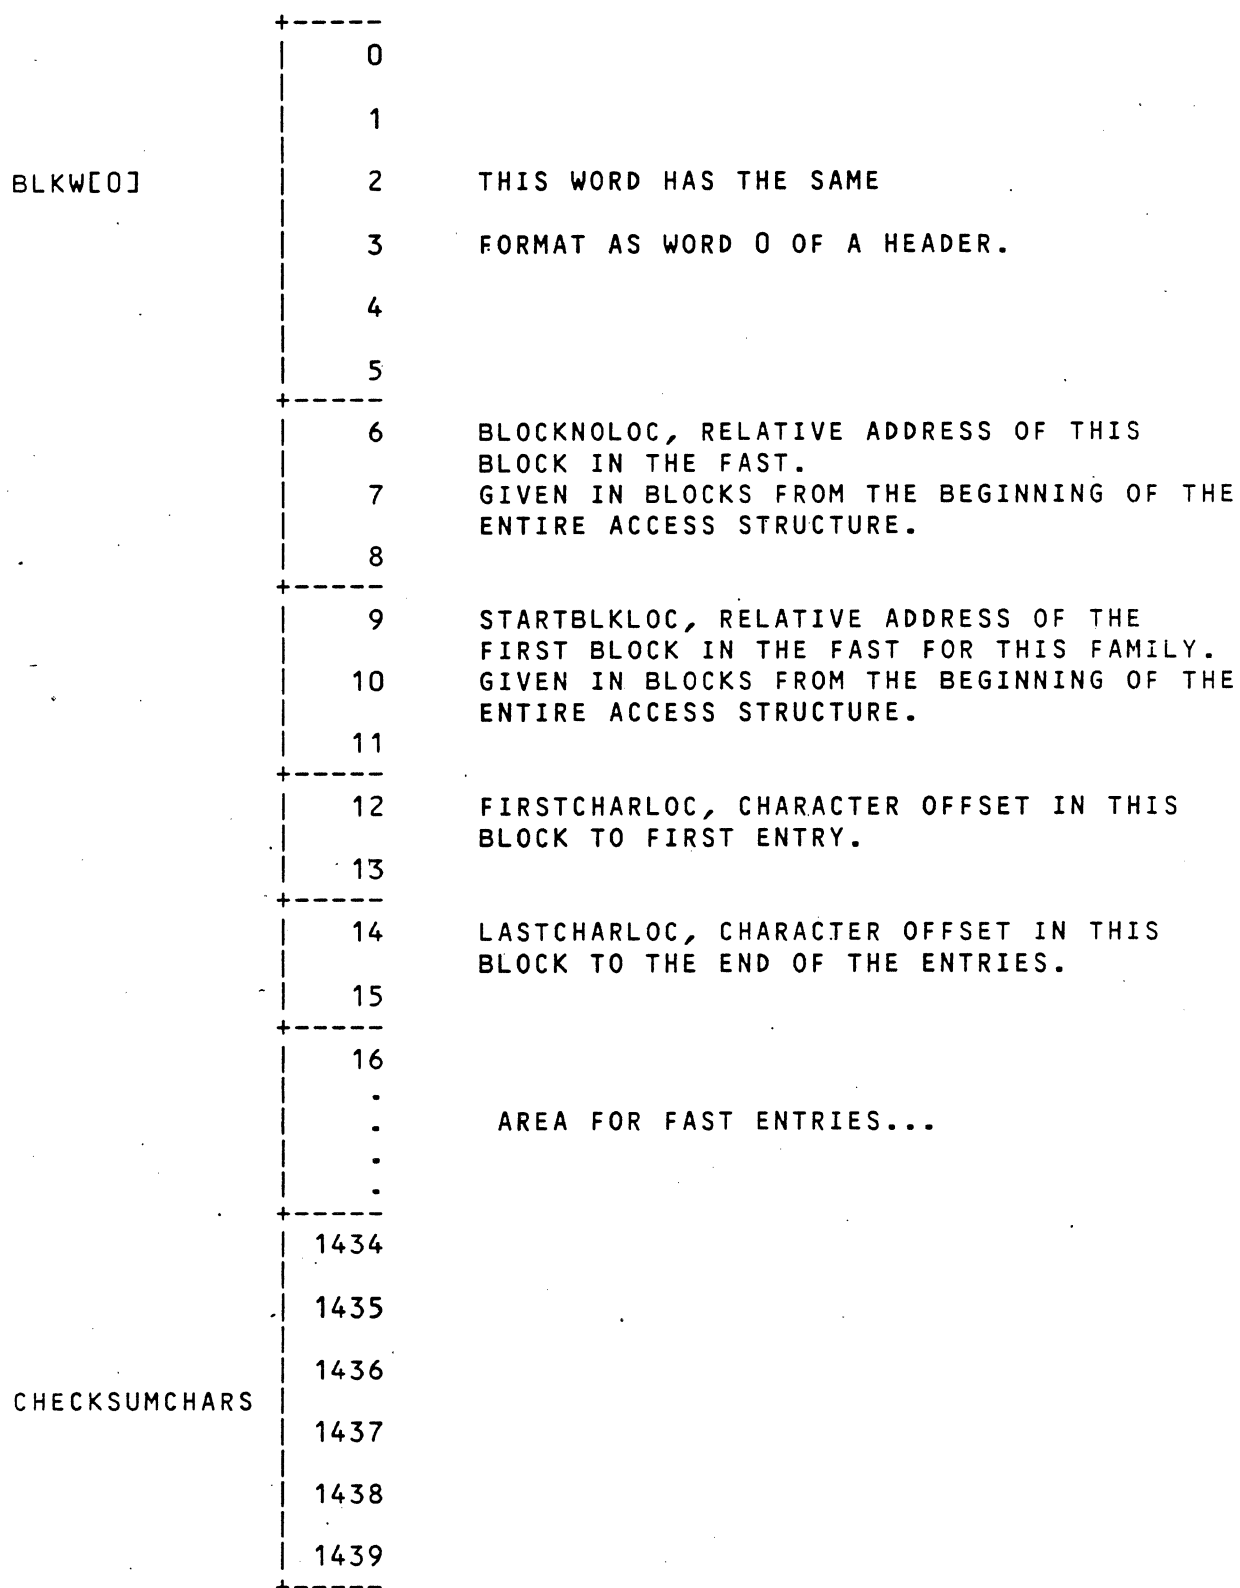 +-----
| 0
|
| 1
|
BLKW[0] | 2 THIS WORD HAS THE SAME
|
| 3 FORMAT AS WORD 0 OF A HEADER.
|
| 4
|
| 5
+-----
| 6 BLOCKNOLOC, RELATIVE ADDRESS OF THIS
| BLOCK IN THE FAST.
| 7 GIVEN IN BLOCKS FROM THE BEGINNING OF THE
| ENTIRE ACCESS STRUCTURE.
| 8
+-----
| 9 STARTBLKLOC, RELATIVE ADDRESS OF THE
| FIRST BLOCK IN THE FAST FOR THIS FAMILY.
| 10 GIVEN IN BLOCKS FROM THE BEGINNING OF THE
| ENTIRE ACCESS STRUCTURE.
| 11
+-----
| 12 FIRSTCHARLOC, CHARACTER OFFSET IN THIS
| BLOCK TO FIRST ENTRY.
| 13
+-----
| 14 LASTCHARLOC, CHARACTER OFFSET IN THIS
| BLOCK TO THE END OF THE ENTRIES.
| 15
+-----
| 16
| .
| . AREA FOR FAST ENTRIES...
| .
| .
+-----
| 1434
|
| 1435
|
| 1436
CHECKSUMCHARS |
| 1437
|
| 1438
|
| 1439
+-----